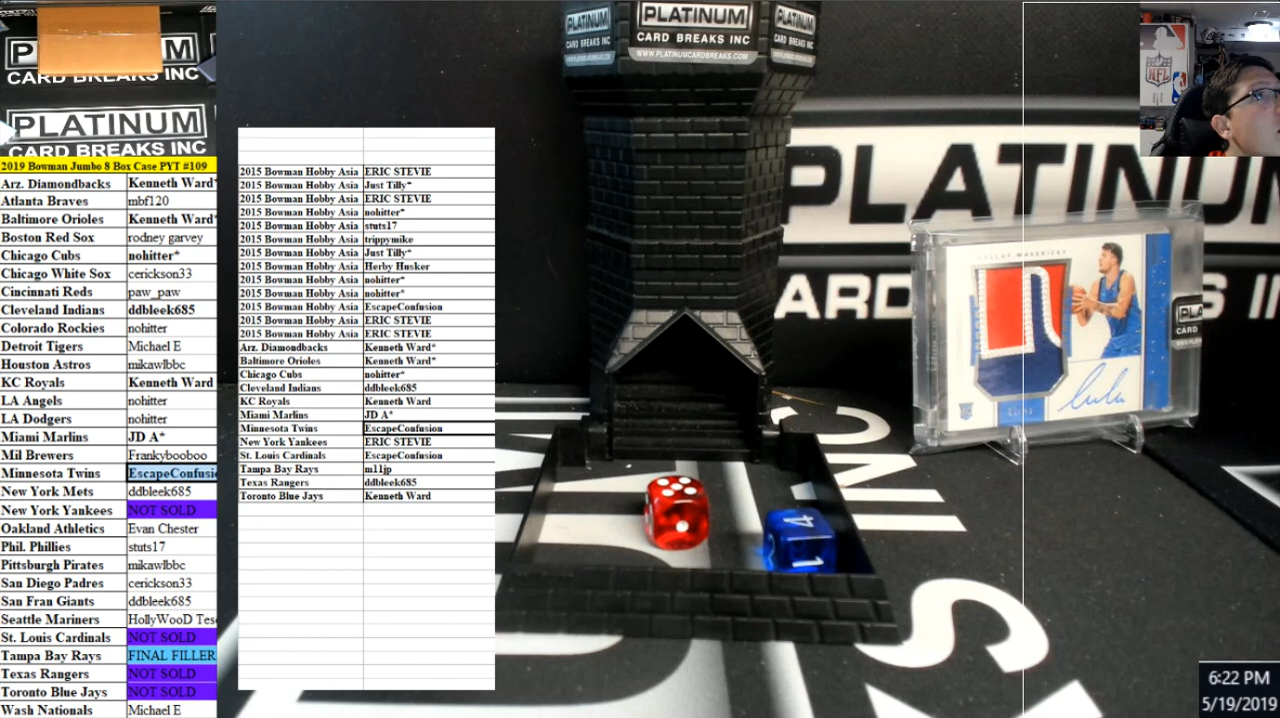 PLATINUM
CARD BREAKS INC
PLATINUM
CARD BREAKS INC
2019 Bowman Jumbo 8 Box Case PYT #109
Arz. Diamondbacks Kenneth Ward*
Atlanta Braves mbf120
Baltimore Orioles Kenneth Ward*
Boston Red Sox rodney garvey
Chicago Cubs nohitter*
Chicago White Sox cerickson33
Cincinnati Reds paw_paw
Cleveland Indians ddbleek685
Colorado Rockies nohitter
Detroit Tigers Michael E
Houston Astros mikawlbbc
KC Royals Kenneth Ward
LA Angels nohitter
LA Dodgers nohitter
Miami Marlins JD A*
Mil Brewers Frankybooboo
Minnesota Twins EscapeConfusi
New York Mets ddbleek685
New York Yankees NOT SOLD
Oakland Athletics Evan Chester
Phil. Phillies stuts17
Pittsburgh Pirates mikawlbbc
San Diego Padres cerickson33
San Fran Giants ddbleek685
Seattle Mariners HollyWooD Tes
St. Louis Cardinals NOT SOLD
Tampa Bay Rays FINAL FILLER
Texas Rangers NOT SOLD
Toronto Blue Jays NOT SOLD
Wash Nationals Michael E
2015 Bowman Hobby Asia ERIC STEVIE
2015 Bowman Hobby Asia Just Tilly*
2015 Bowman Hobby Asia ERIC STEVIE
2015 Bowman Hobby Asia nohitter*
2015 Bowman Hobby Asia stuts17
2015 Bowman Hobby Asia trippymike
2015 Bowman Hobby Asia Just Tilly*
2015 Bowman Hobby Asia Herby Husker
2015 Bowman Hobby Asia nohitter*
2015 Bowman Hobby Asia nohitter*
2015 Bowman Hobby Asia EscapeConfusion
2015 Bowman Hobby Asia ERIC STEVIE
2015 Bowman Hobby Asia ERIC STEVIE
Arz. Diamondbacks Kenneth Ward*
Baltimore Orioles Kenneth Ward*
Chicago Cubs nohitter*
Cleveland Indians ddbleek685
KC Royals Kenneth Ward
Miami Marlins JD A*
Minnesota Twins EscapeConfusion
New York Yankees ERIC STEVIE
St. Louis Cardinals EscapeConfusion
Tampa Bay Rays m11jp
Texas Rangers ddbleek685
Toronto Blue Jays Kenneth Ward
PLATINUM
CARD BREAKS INC
PLATINUM
CARD BREAKS INC
WWW.PLATINUMCARDBREAKS.COM
PLATINUM
CARD BREAKS INC
PLATINUM
ARD
S IN
DALLAS MAVERICKS
RC
PLA
CARD
NFL
4
1
6:22 PM
5/19/2019